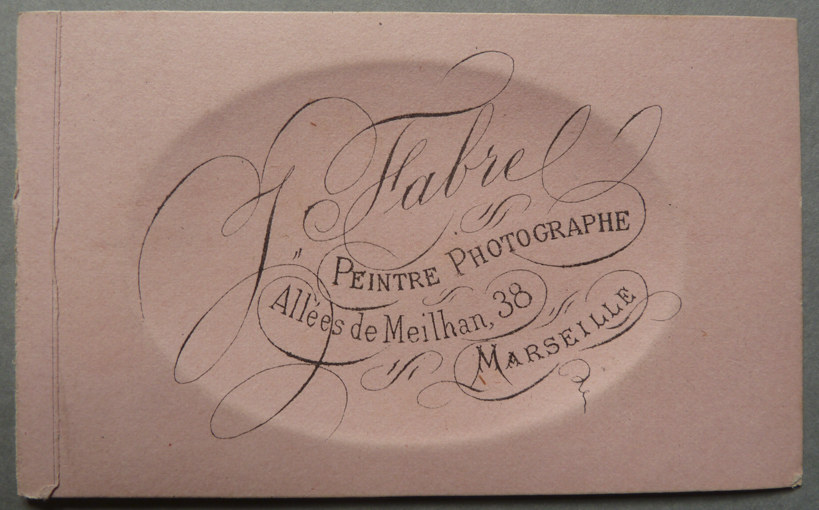 J" Fabre
PEINTRE PHOTOGRAPHE
Allées de Meilhan, 38
MARSEILLE